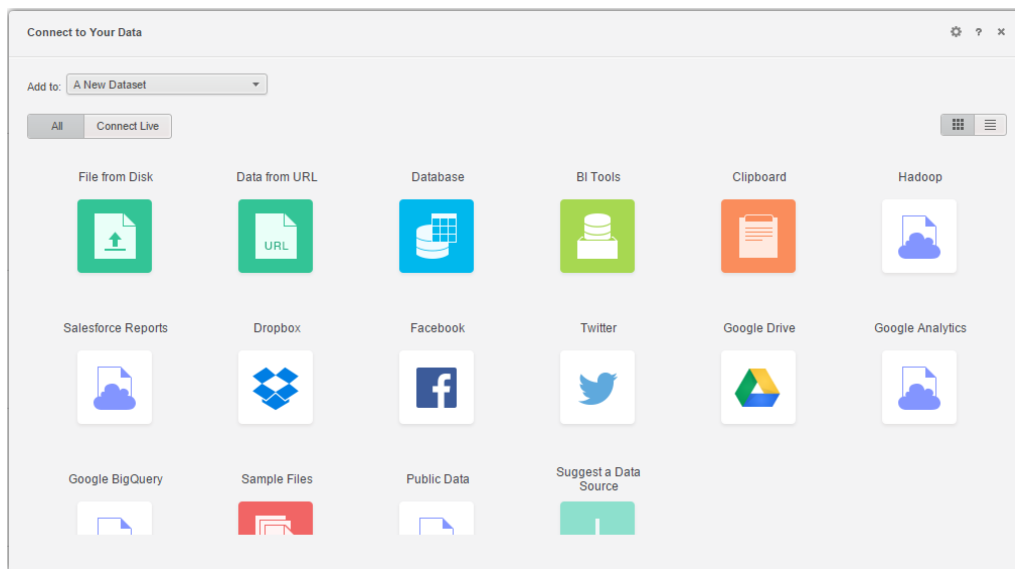 Connect to Your Data
?
Add to: A New Dataset
All Connect Live
File from Disk Data from URL Database BI Tools Clipboard Hadoop
URL
Salesforce Reports Dropbox Facebook Twitter Google Drive Google Analytics
Suggest a Data
Google BigQuery Sample Files Public Data Source